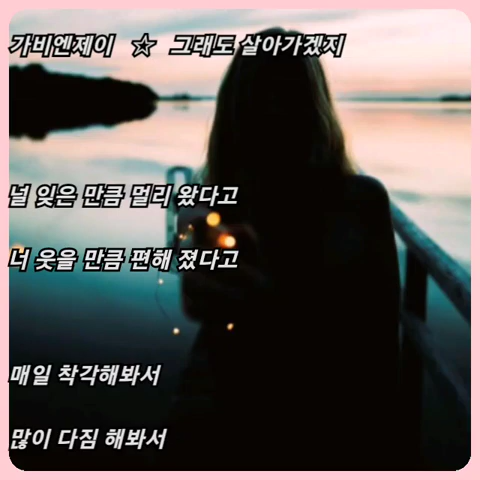 가비엔제이 ☆ 그래도 살아가겠지
널 잊은 만큼 멀리 왔다고
너 웃을 만큼 편해 졌다고
매일 착각해봐서
많이 다짐 해봐서